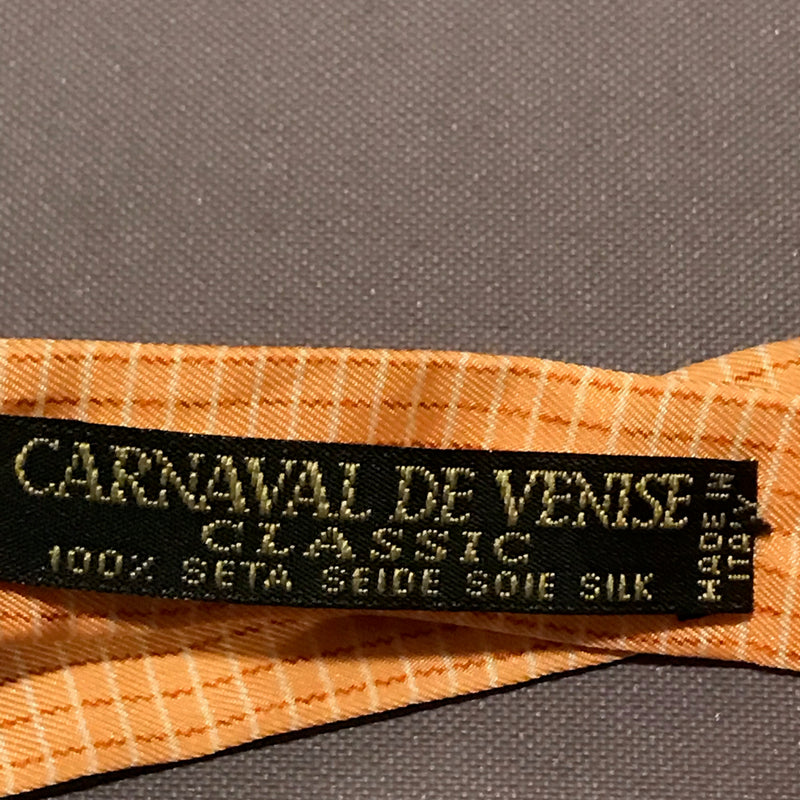 CARNAVAL DE VENISE
CLASSIC
100% SETA SEIDE SOIE SILK
MADE IN
ITALY